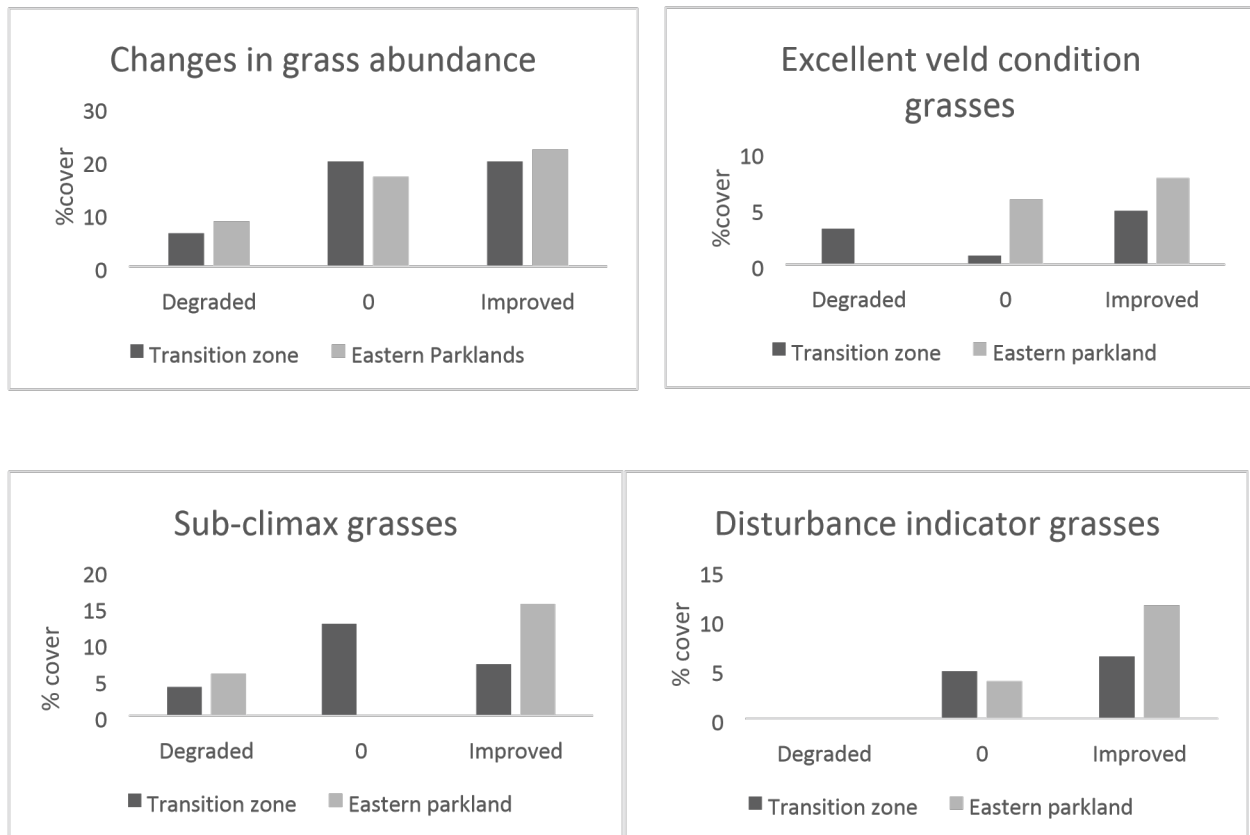 Changes in grass abundance
30
20
10
0
%cover
Degraded 0 Improved
Transition zone Eastern Parklands
Excellent veld condition
grasses
10
5
0
%cover
Degraded 0 Improved
Transition zone Eastern parkland
Sub-climax grasses
20
15
10
5
0
% cover
Degraded 0 Improved
Transition zone Eastern parkland
Disturbance indicator grasses
15
10
5
0
% cover
Degraded 0 Improved
Transition zone Eastern parkland